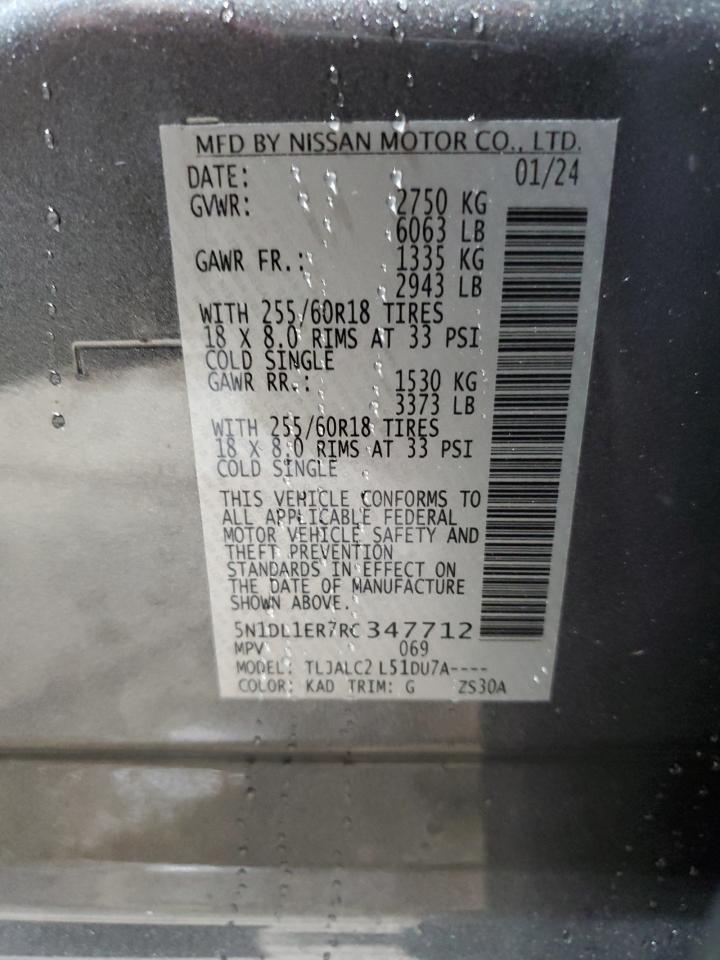 MFD BY NISSAN MOTOR CO., LTD.
DATE: 01/24
GVWR: 2750 KG
6063 LB
GAWR FR.: 1335 KG
2943 LB
WITH 255/60R18 TIRES
18 X 8.0 RIMS AT 33 PSI
COLD SINGLE
GAWR RR.: 1530 KG
3373 LB
WITH 255/60R18 TIRES
18 X 8.0 RIMS AT 33 PSI
COLD SINGLE
THIS VEHICLE CONFORMS TO
ALL APPLICABLE FEDERAL
MOTOR VEHICLE SAFETY AND
THEFT PREVENTION
STANDARDS IN EFFECT ON
THE DATE OF MANUFACTURE
SHOWN ABOVE.
5N1DL1ER7RC347712
MPV 069
MODEL: TLJALC2 L51DU7A----
COLOR: KAD TRIM: G ZS30A